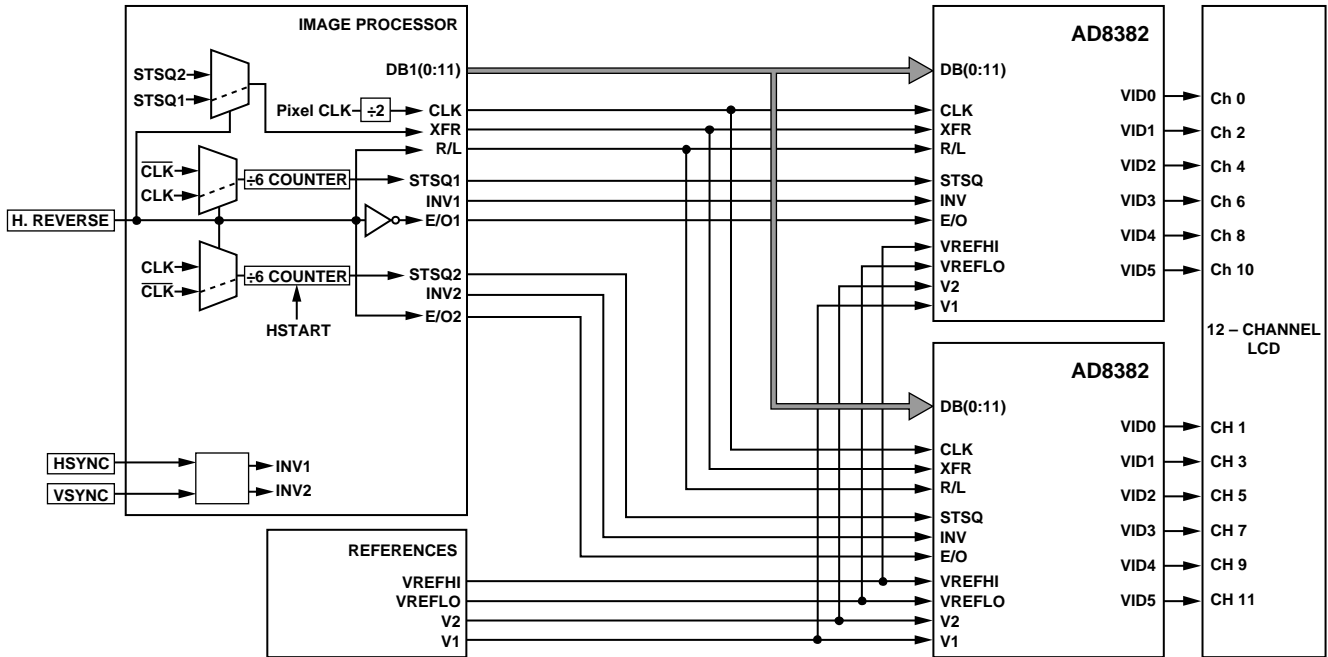 IMAGE PROCESSOR
STSQ2
STSQ1
DB1(0:11)
Pixel CLK
÷2
CLK
XFR
R/L
C̅L̅K̅
CLK
÷6 COUNTER
STSQ1
INV1
E/O1
H. REVERSE
CLK
C̅L̅K̅
÷6 COUNTER
HSTART
STSQ2
INV2
E/O2
HSYNC
VSYNC
INV1
INV2
REFERENCES
VREFHI
VREFLO
V2
V1
AD8382
DB(0:11)
CLK
XFR
R/L
STSQ
INV
E/O
VREFHI
VREFLO
V2
V1
VID0
VID1
VID2
VID3
VID4
VID5
AD8382
DB(0:11)
CLK
XFR
R/L
STSQ
INV
E/O
VREFHI
VREFLO
V2
V1
VID0
VID1
VID2
VID3
VID4
VID5
Ch 0
Ch 2
Ch 4
Ch 6
Ch 8
Ch 10
12 – CHANNEL
LCD
CH 1
CH 3
CH 5
CH 7
CH 9
CH 11